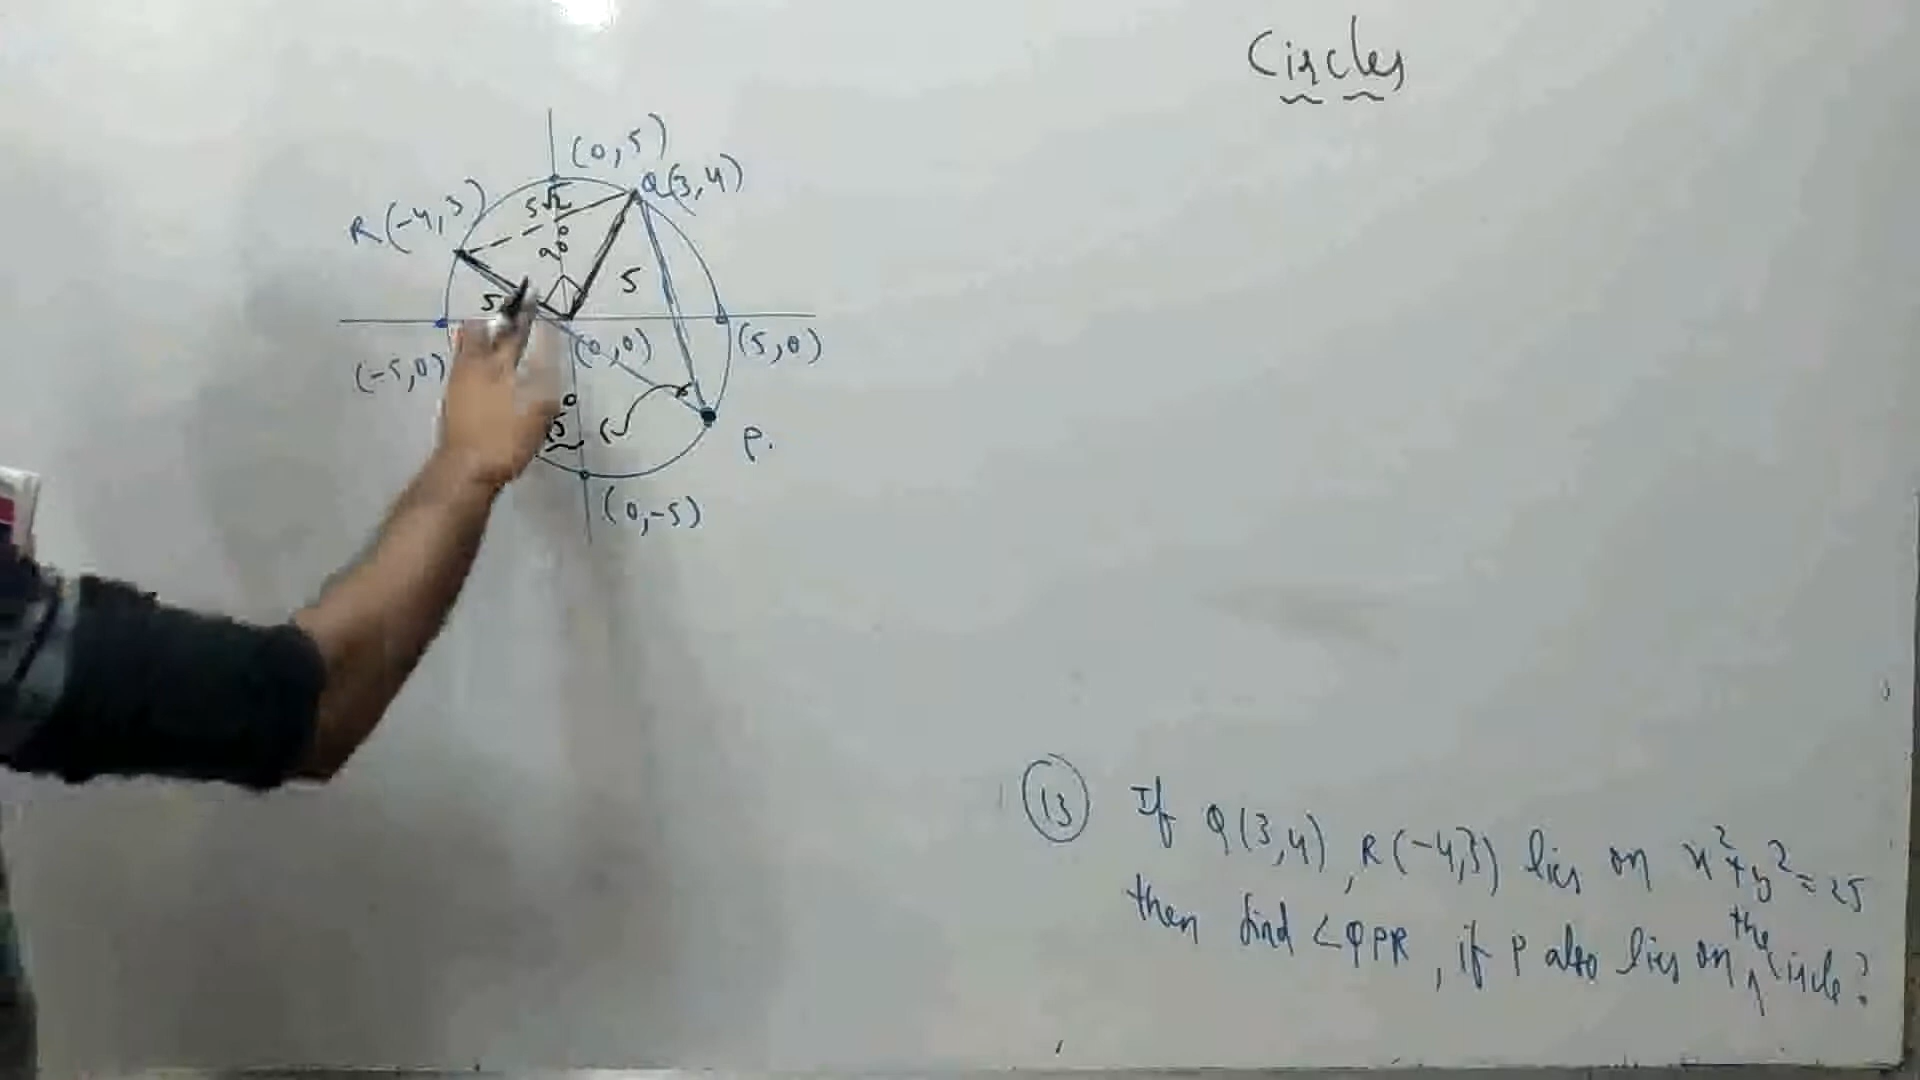 Circles
(0,5)
Q(3,4)
R(-4,3)
5√2
90°
5
5
(0,0)
(5,0)
(-5,0)
P.
(0,-5)
(13) If Q(3,4), R(-4,3) lies on x²+y²=25
then find ∠QPR, if P also lies on the circle?